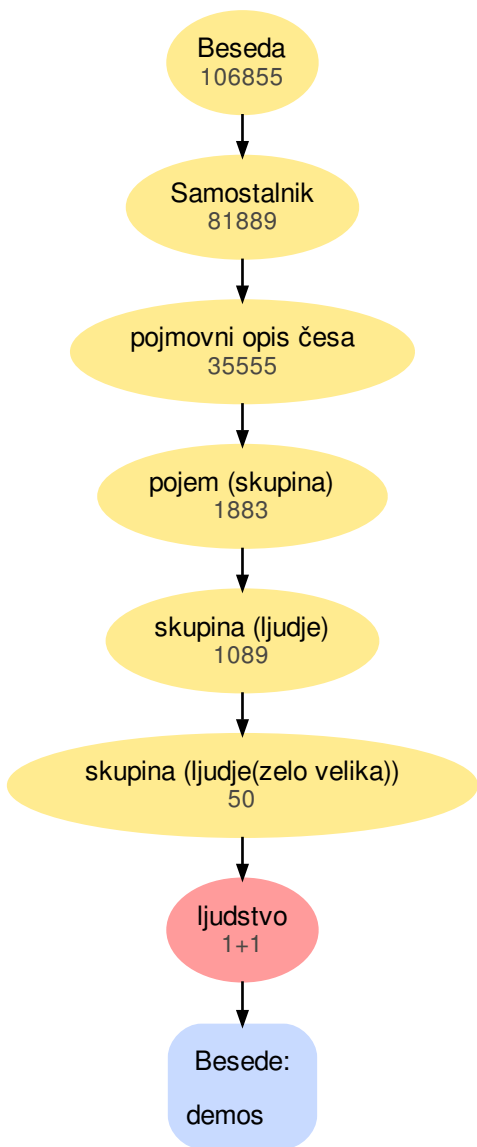 Beseda
106855
Samostalnik
81889
pojmovni opis česa
35555
pojem (skupina)
1883
skupina (ljudje)
1089
skupina (ljudje(zelo velika))
50
ljudstvo
1+1
Besede:
demos